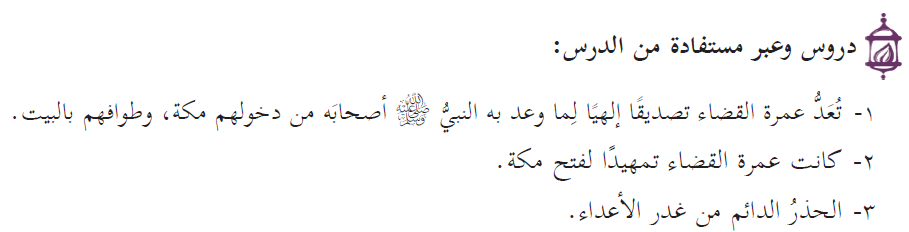 دروس وعبر مستفادة من الدرس:
١- تُعَدُّ عمرة القضاء تصديقًا إلهيًا لِما وعد به النبيُّ ﷺ أصحابَه من دخولهم مكة، وطوافهم بالبيت.
٢- كانت عمرة القضاء تمهيدًا لفتح مكة.
٣- الحذرُ الدائم من غدر الأعداء.